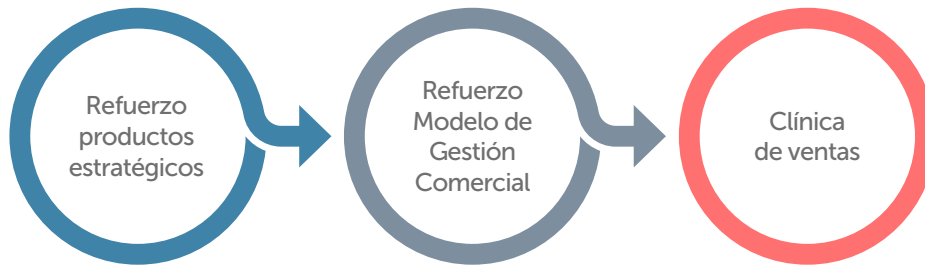 Refuerzo
productos
estratégicos
Refuerzo
Modelo de
Gestión
Comercial
Clínica
de ventas